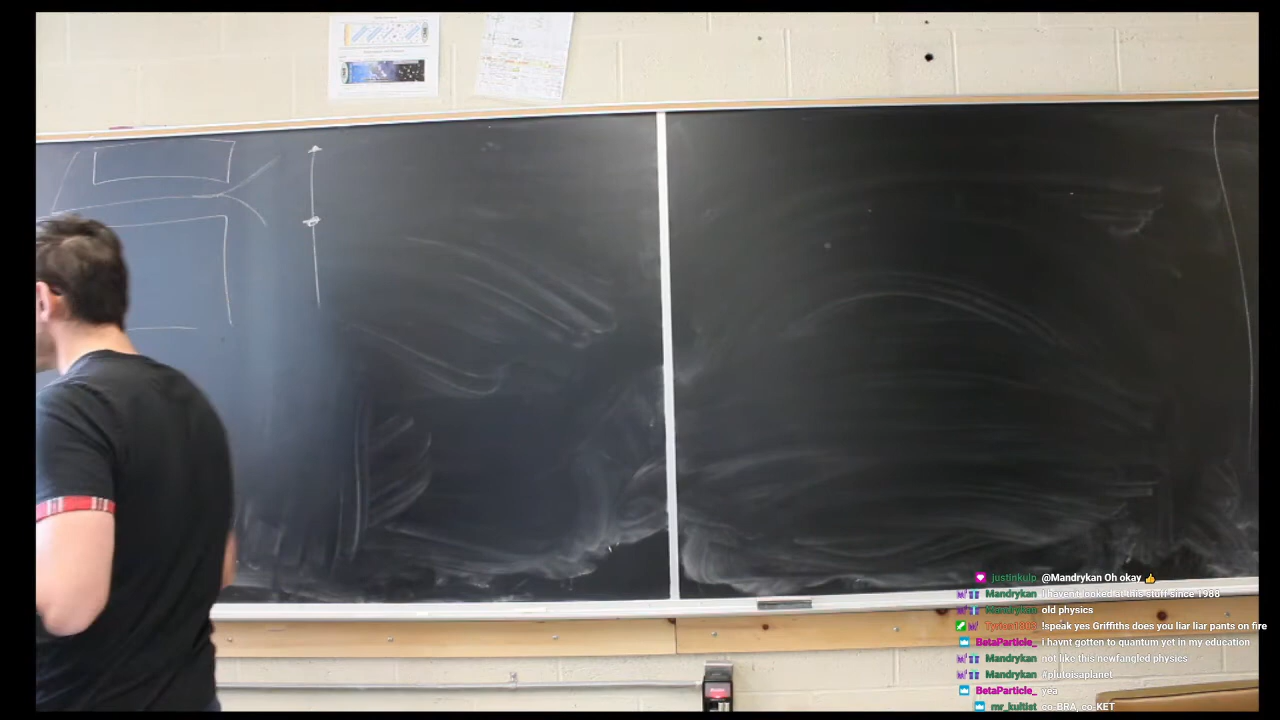 justinkulp @Mandrykan Oh okay 👍
Mandrykan I haven't looked at this stuff since 1988
Mandrykan old physics
!speak yes Griffiths does you liar liar pants on fire
BetaParticle_ i havnt gotten to quantum yet in my education
Mandrykan not like this newfangled physics
Mandrykan #plutoisaplanet
BetaParticle_ yea
mr_kultist co-BRA, co-KET